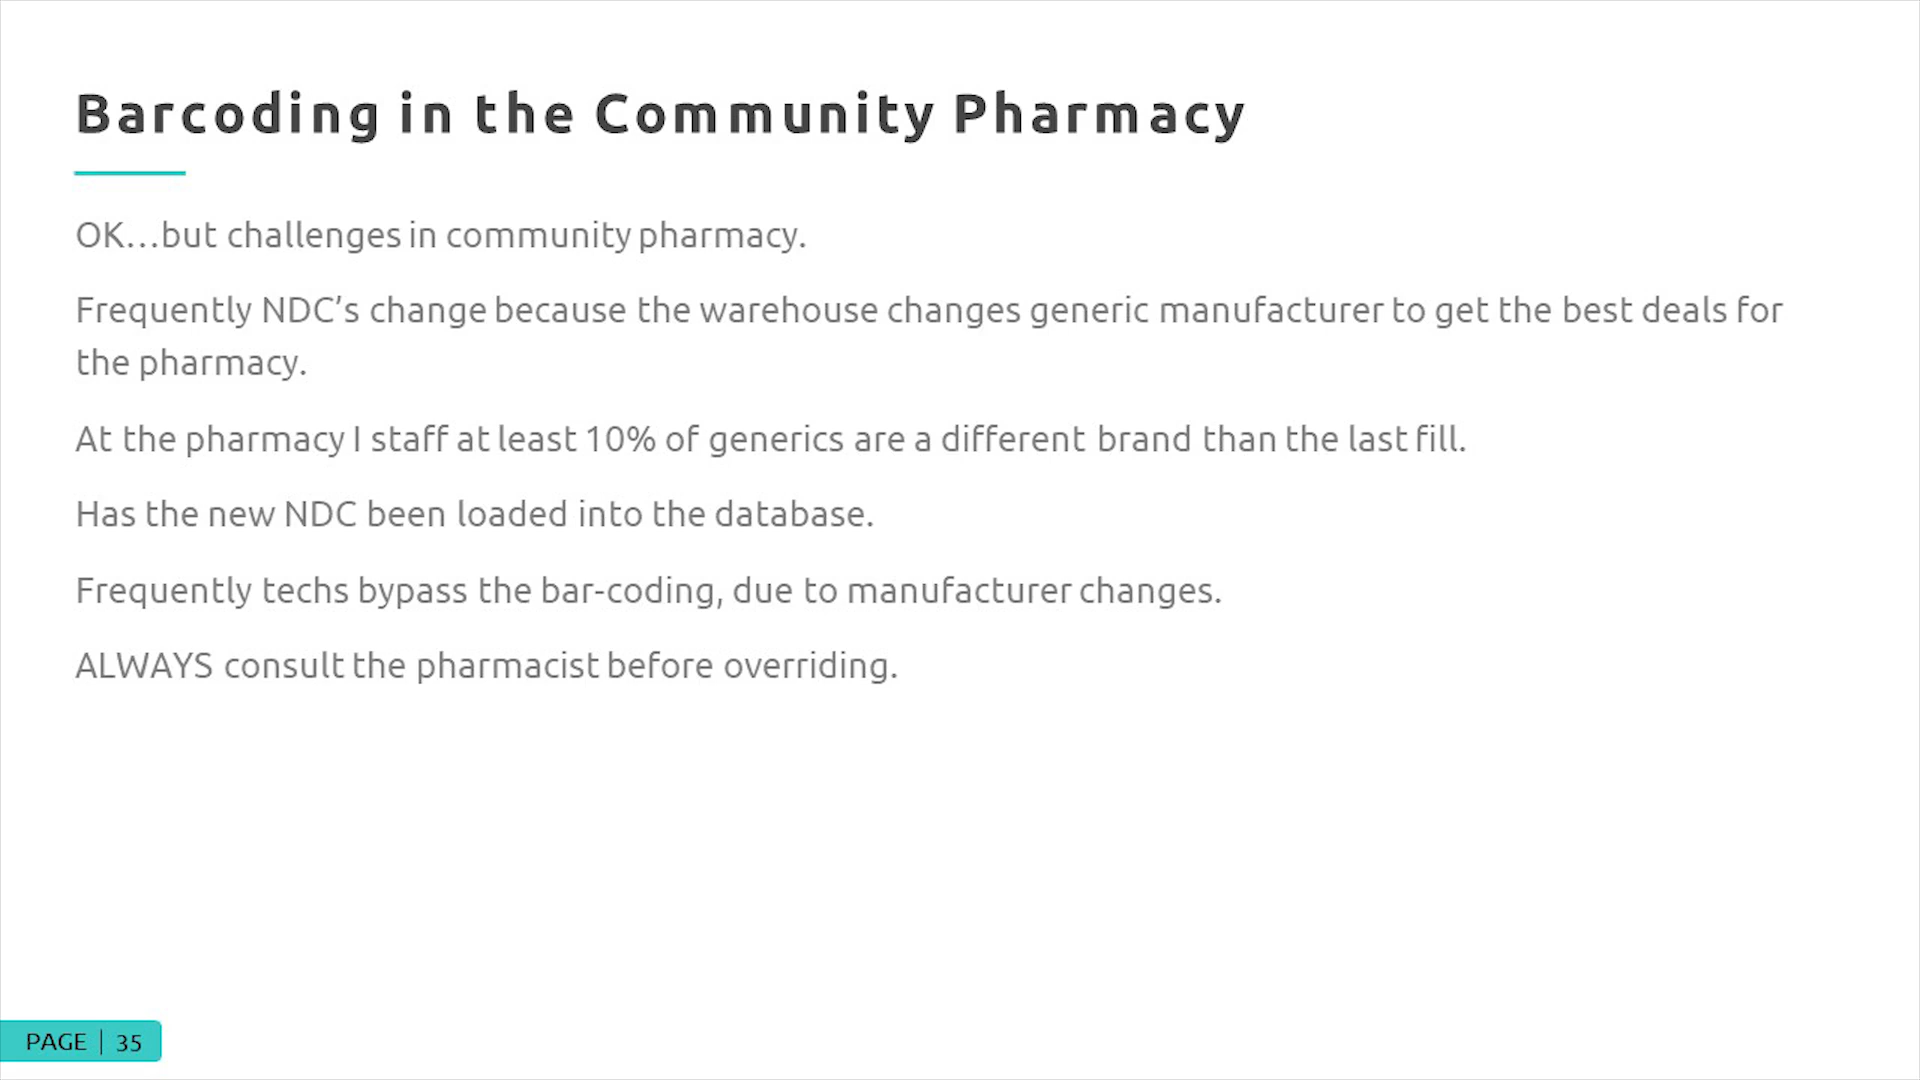 Barcoding in the Community Pharmacy
OK…but challenges in community pharmacy.
Frequently NDC’s change because the warehouse changes generic manufacturer to get the best deals for
the pharmacy.
At the pharmacy I staff at least 10% of generics are a different brand than the last fill.
Has the new NDC been loaded into the database.
Frequently techs bypass the bar-coding, due to manufacturer changes.
ALWAYS consult the pharmacist before overriding.
PAGE | 35